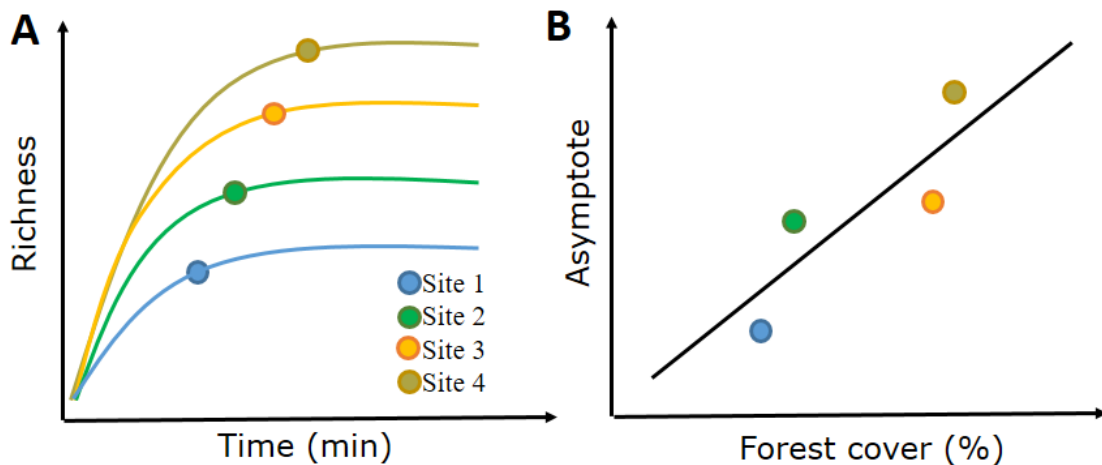 A
Richness
Time (min)
Site 1
Site 2
Site 3
Site 4
B
Asymptote
Forest cover (%)